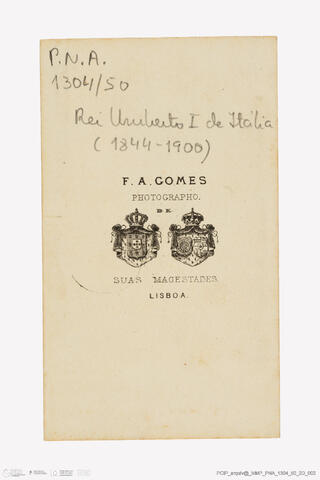 P.N.A.
1304/50
Rei Umberto I de Itália
(1844-1900)
F. A. GOMES
PHOTOGRAPHO.
DE
SUAS MAGESTADES
LISBOA.